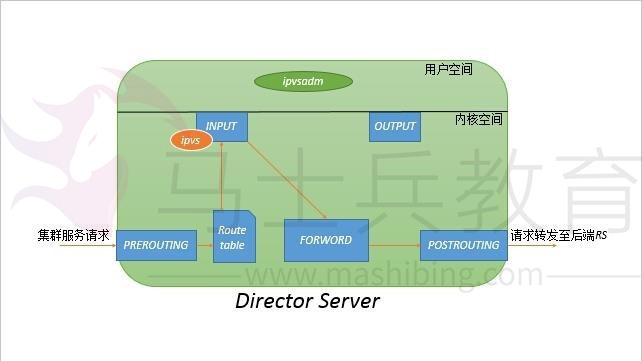 用户空间
ipvsadm
内核空间
INPUT
OUTPUT
ipvs
马士兵教育
集群服务请求
PREROUTING
Route
table
FORWORD
POSTROUTING
请求转发至后端RS
www.mashibing.com
Director Server